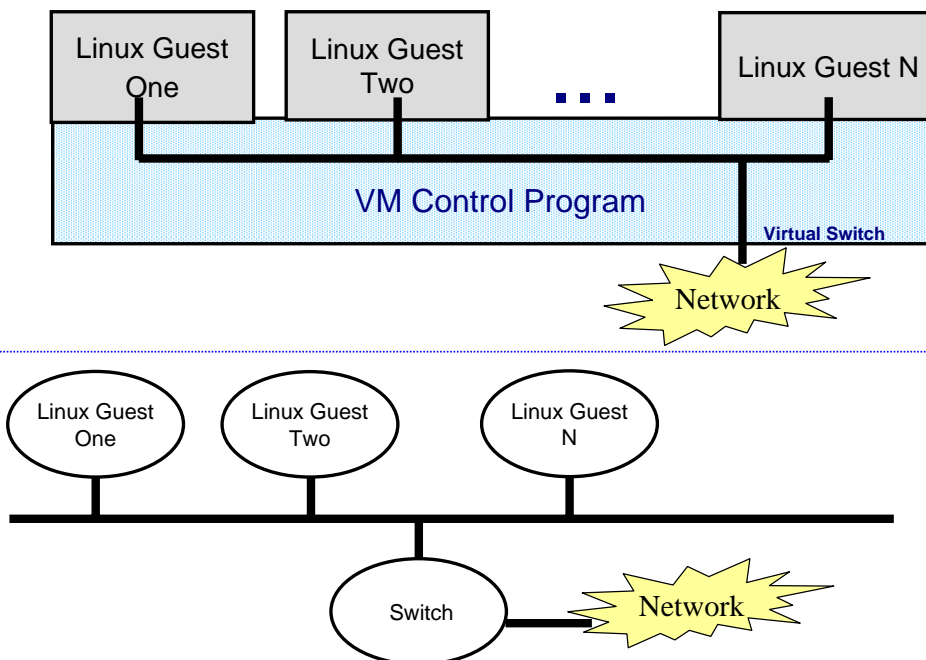 Linux Guest
One
Linux Guest
Two
...
Linux Guest N
VM Control Program
Virtual Switch
Network
Linux Guest
One
Linux Guest
Two
Linux Guest
N
Switch
Network